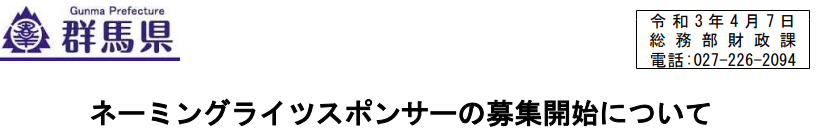 Gunma Prefecture
群馬県
令和3年4月7日
総務部財政課
電話:027-226-2094
ネーミングライツスポンサーの募集開始について